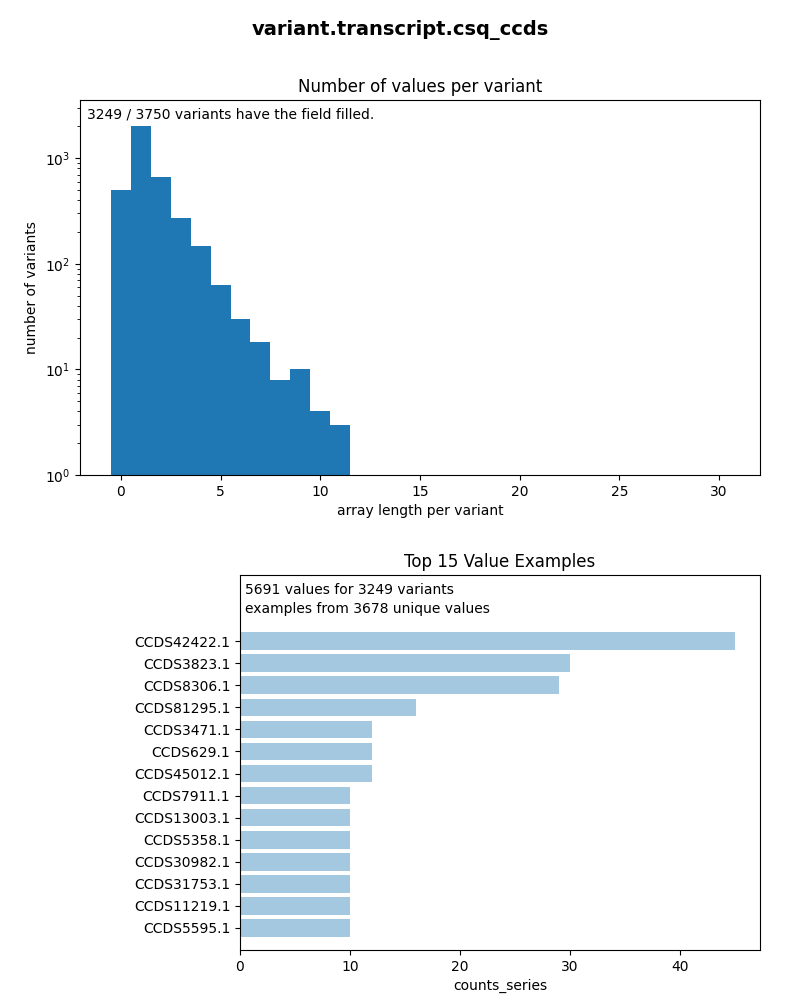 variant.transcript.csq_ccds
Number of values per variant
3249 / 3750 variants have the field filled.
number of variants
10³
10²
10¹
10⁰
0 5 10 15 20 25 30
array length per variant
Top 15 Value Examples
5691 values for 3249 variants
examples from 3678 unique values
CCDS42422.1
CCDS3823.1
CCDS8306.1
CCDS81295.1
CCDS3471.1
CCDS629.1
CCDS45012.1
CCDS7911.1
CCDS13003.1
CCDS5358.1
CCDS30982.1
CCDS31753.1
CCDS11219.1
CCDS5595.1
0 10 20 30 40
counts_series